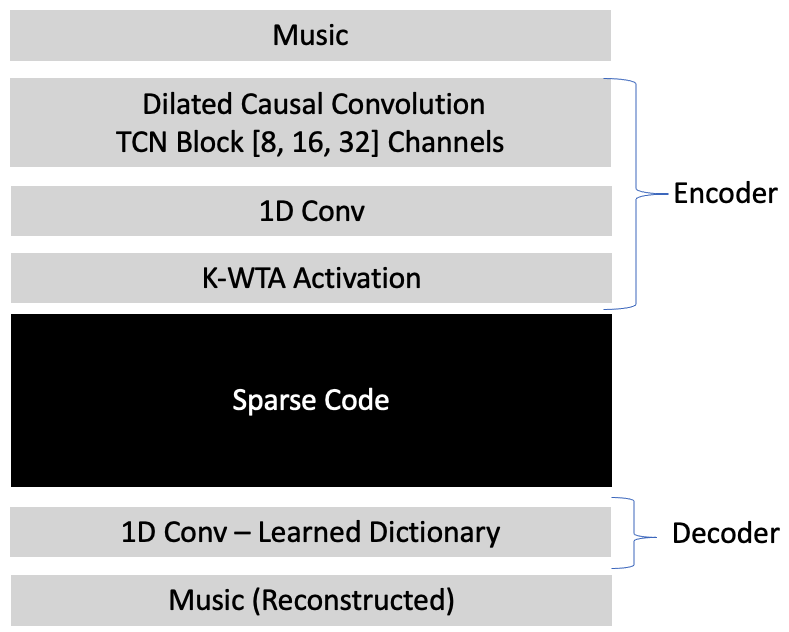 Music
Dilated Causal Convolution
TCN Block [8, 16, 32] Channels
Encoder
1D Conv
K-WTA Activation
Sparse Code
1D Conv – Learned Dictionary
Decoder
Music (Reconstructed)